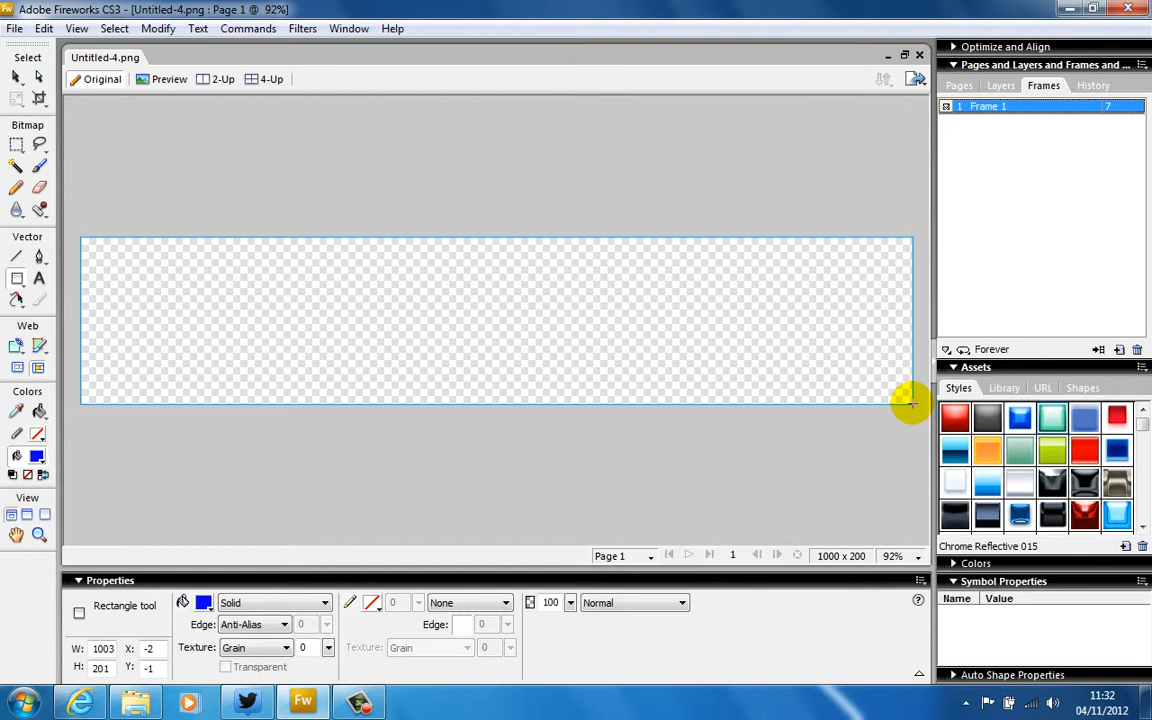 Fw Adobe Fireworks CS3 - [Untitled-4.png : Page 1 @ 92%]
File Edit View Select Modify Text Commands Filters Window Help
Select
Bitmap
Vector
Web
Colors
View
Untitled-4.png
Original Preview 2-Up 4-Up
Page 1 1 1000 x 200 92%
Optimize and Align
Pages and Layers and Frames and ...
Pages Layers Frames History
1 Frame 1 7
Forever
Assets
Styles Library URL Shapes
Chrome Reflective 015
Colors
Symbol Properties
Name Value
Auto Shape Properties
Properties
Rectangle tool
W: 1003 X: -2
H: 201 Y: -1
Solid
Edge: Anti-Alias 0
Texture: Grain 0
Transparent
0 None
Edge: 0
Texture: Grain 0
100 Normal
?
Fw
11:32
04/11/2012